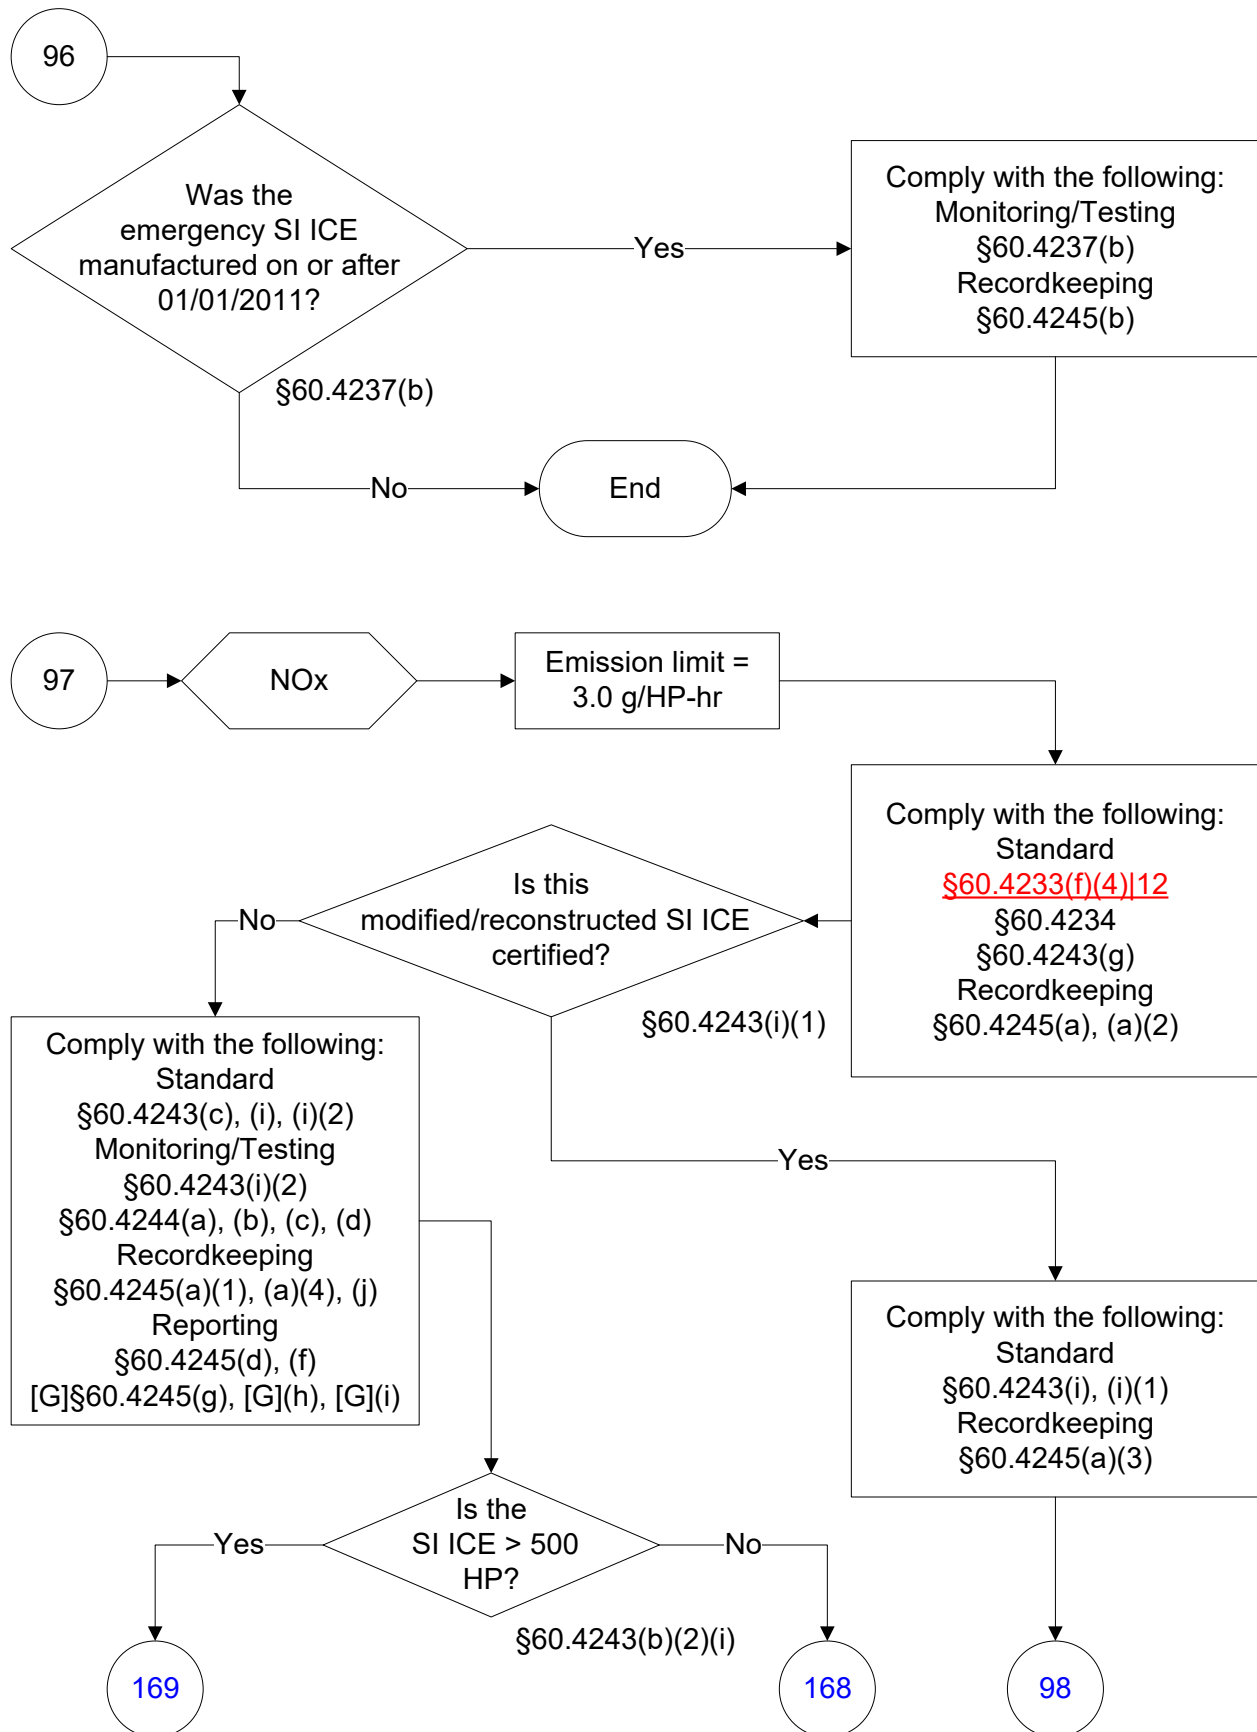 96
Was the
emergency SI ICE
manufactured on or after
01/01/2011?
§60.4237(b)
Yes
Comply with the following:
Monitoring/Testing
§60.4237(b)
Recordkeeping
§60.4245(b)
No
End
97
NOx
Emission limit =
3.0 g/HP-hr
Comply with the following:
Standard
§60.4233(f)(4)|12
§60.4234
§60.4243(g)
Recordkeeping
§60.4245(a), (a)(2)
Is this
modified/reconstructed SI ICE
certified?
§60.4243(i)(1)
No
Comply with the following:
Standard
§60.4243(c), (i), (i)(2)
Monitoring/Testing
§60.4243(i)(2)
§60.4244(a), (b), (c), (d)
Recordkeeping
§60.4245(a)(1), (a)(4), (j)
Reporting
§60.4245(d), (f)
[G]§60.4245(g), [G](h), [G](i)
Yes
Comply with the following:
Standard
§60.4243(i), (i)(1)
Recordkeeping
§60.4245(a)(3)
Is the
SI ICE > 500
HP?
§60.4243(b)(2)(i)
Yes
No
169
168
98